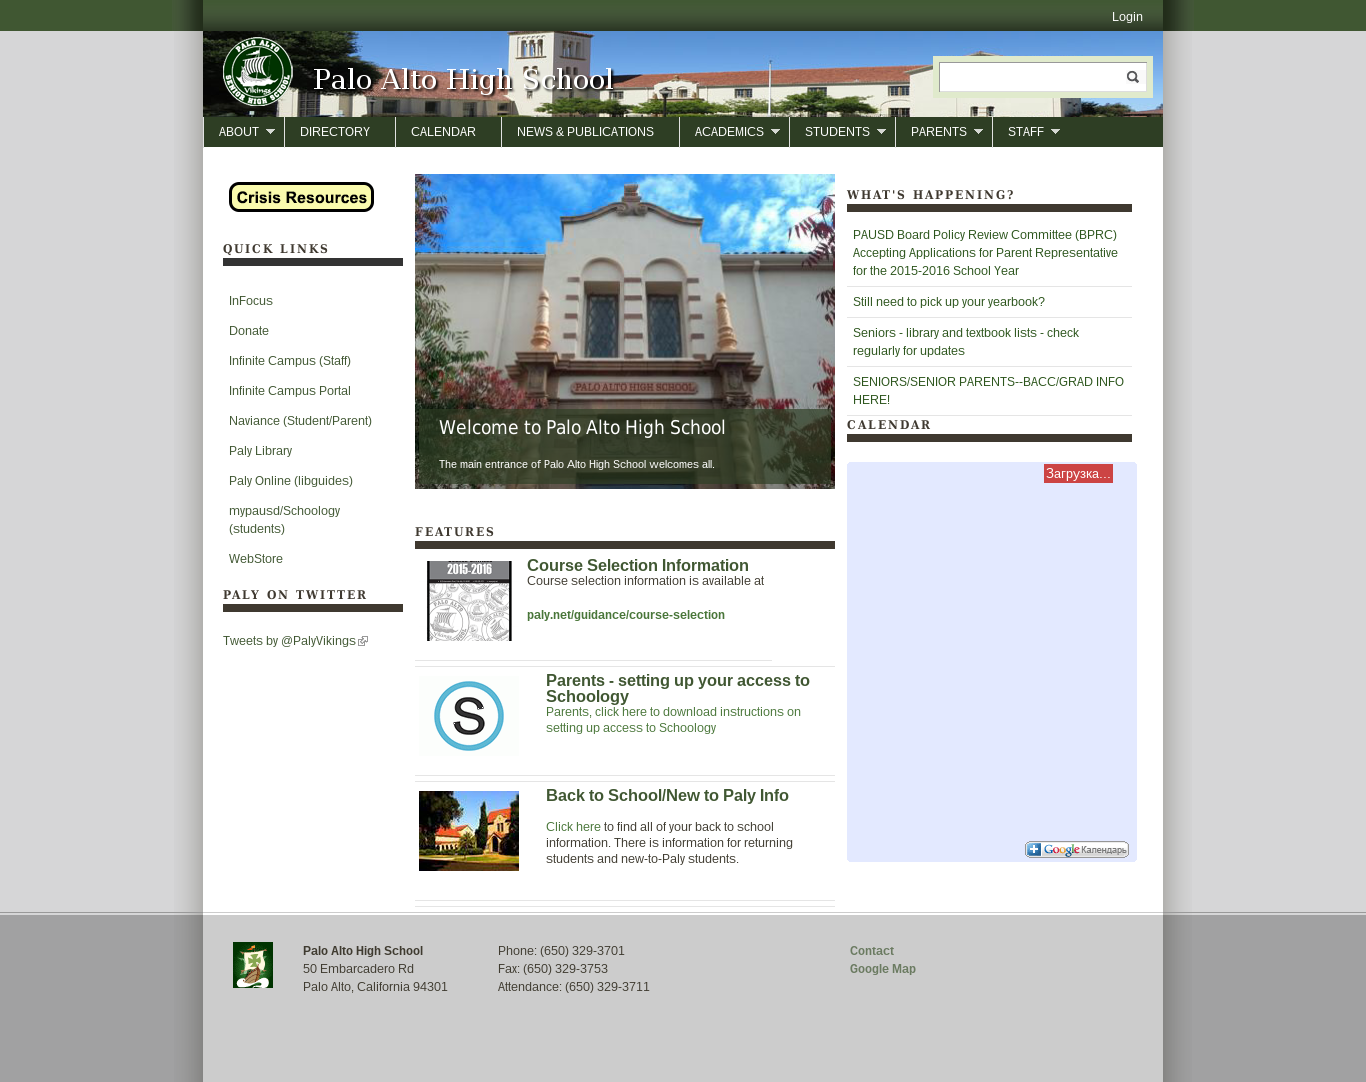 Login
PALO ALTO
Vikings
SENIOR HIGH SCHOOL
Palo Alto High School
ABOUT
DIRECTORY
CALENDAR
NEWS & PUBLICATIONS
ACADEMICS
STUDENTS
PARENTS
STAFF
Crisis Resources
QUICK LINKS
InFocus
Donate
Infinite Campus (Staff)
Infinite Campus Portal
Naviance (Student/Parent)
Paly Library
Paly Online (libguides)
mypausd/Schoology
(students)
WebStore
PALY ON TWITTER
Tweets by @PalyVikings
PALO ALTO HIGH SCHOOL
Welcome to Palo Alto High School
The main entrance of Palo Alto High School welcomes all.
FEATURES
2015-2016
Course Selection Information
Course selection information is available at
paly.net/guidance/course-selection
S
Parents - setting up your access to
Schoology
Parents, click here to download instructions on
setting up access to Schoology
Back to School/New to Paly Info
Click here to find all of your back to school
information. There is information for returning
students and new-to-Paly students.
WHAT'S HAPPENING?
PAUSD Board Policy Review Committee (BPRC)
Accepting Applications for Parent Representative
for the 2015-2016 School Year
Still need to pick up your yearbook?
Seniors - library and textbook lists - check
regularly for updates
SENIORS/SENIOR PARENTS--BACC/GRAD INFO
HERE!
CALENDAR
Загрузка...
Google Календарь
Palo Alto High School
50 Embarcadero Rd
Palo Alto, California 94301
Phone: (650) 329-3701
Fax: (650) 329-3753
Attendance: (650) 329-3711
Contact
Google Map